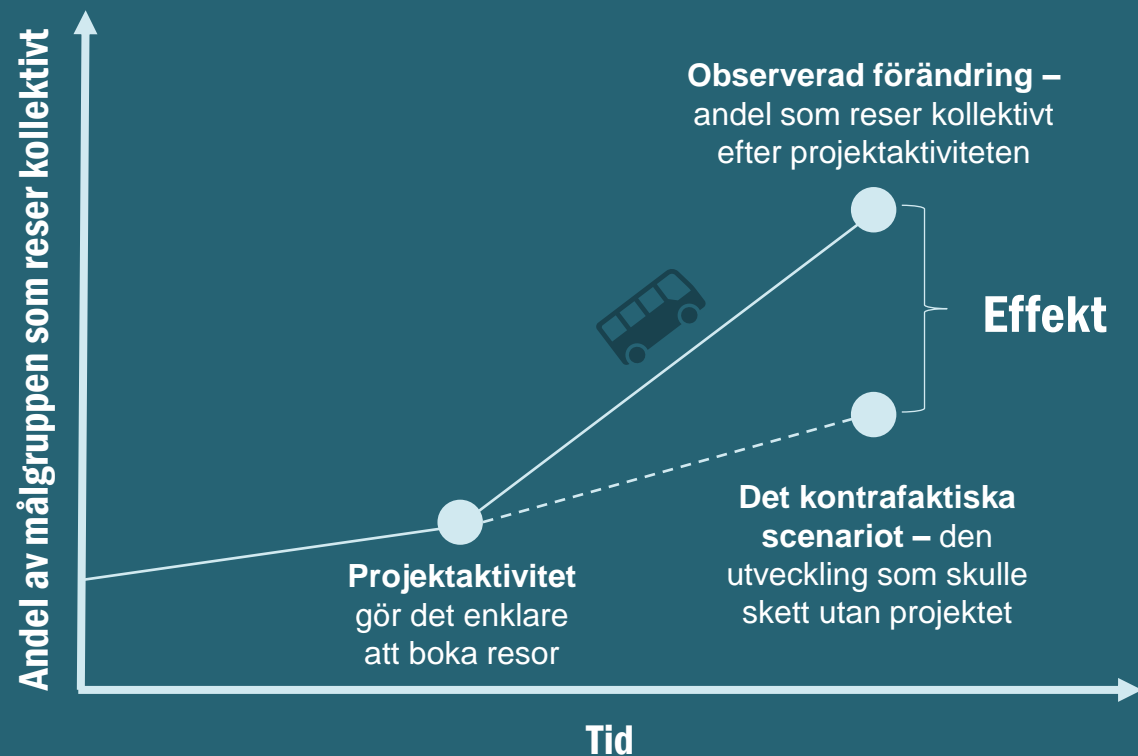 Andel av målgruppen som reser kollektivt
Observerad förändring –
andel som reser kollektivt
efter projektaktiviteten
Effekt
Det kontrafaktiska
scenariot – den
utveckling som skulle
skett utan projektet
Projektaktivitet
gör det enklare
att boka resor
Tid